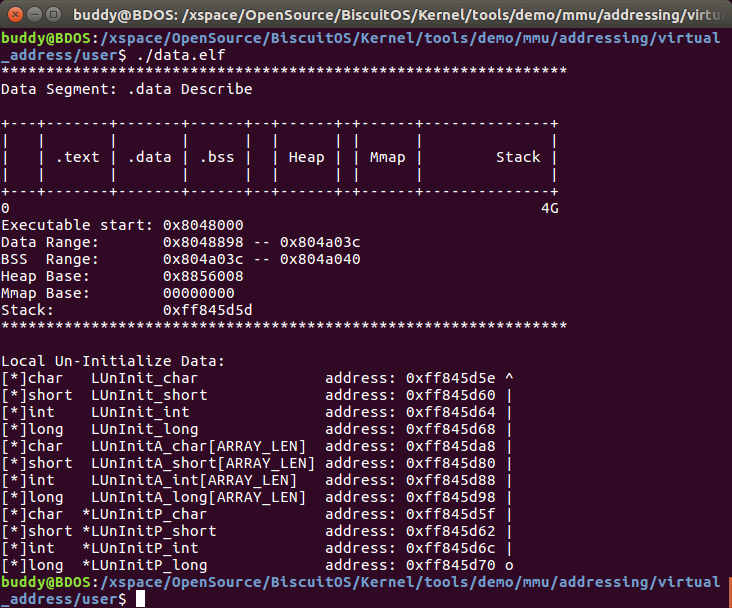 buddy@BDOS: /xspace/OpenSource/BiscuitOS/Kernel/tools/demo/mmu/addressing/virtu
buddy@BDOS:/xspace/OpenSource/BiscuitOS/Kernel/tools/demo/mmu/addressing/virtual
_address/user$ ./data.elf
***************************************************************
Data Segment: .data Describe
+---+-------+-------+------+--+------+--+------+--------------+
|   |       |       |      |  |      | |      |              |
|   | .text | .data | .bss |  | Heap | | Mmap |        Stack |
|   |       |       |      |  |      | |      |              |
+---+-------+-------+------+--+------+--+------+--------------+
0                                                           4G
Executable start: 0x8048000
Data Range:       0x8048898 -- 0x804a03c
BSS  Range:       0x804a03c -- 0x804a040
Heap Base:        0x8856008
Mmap Base:        00000000
Stack:            0xff845d5d
***************************************************************
Local Un-Initialize Data:
[*]char   LUnInit_char              address: 0xff845d5e ^
[*]short  LUnInit_short             address: 0xff845d60 |
[*]int    LUnInit_int               address: 0xff845d64 |
[*]long   LUnInit_long              address: 0xff845d68 |
[*]char   LUnInitA_char[ARRAY_LEN]  address: 0xff845da8 |
[*]short  LUnInitA_short[ARRAY_LEN] address: 0xff845d80 |
[*]int    LUnInitA_int[ARRAY_LEN]   address: 0xff845d88 |
[*]long   LUnInitA_long[ARRAY_LEN]  address: 0xff845d98 |
[*]char  *LUnInitP_char             address: 0xff845d5f |
[*]short *LUnInitP_short            address: 0xff845d62 |
[*]int   *LUnInitP_int              address: 0xff845d6c |
[*]long  *LUnInitP_long             address: 0xff845d70 o
buddy@BDOS:/xspace/OpenSource/BiscuitOS/Kernel/tools/demo/mmu/addressing/virtual
_address/user$